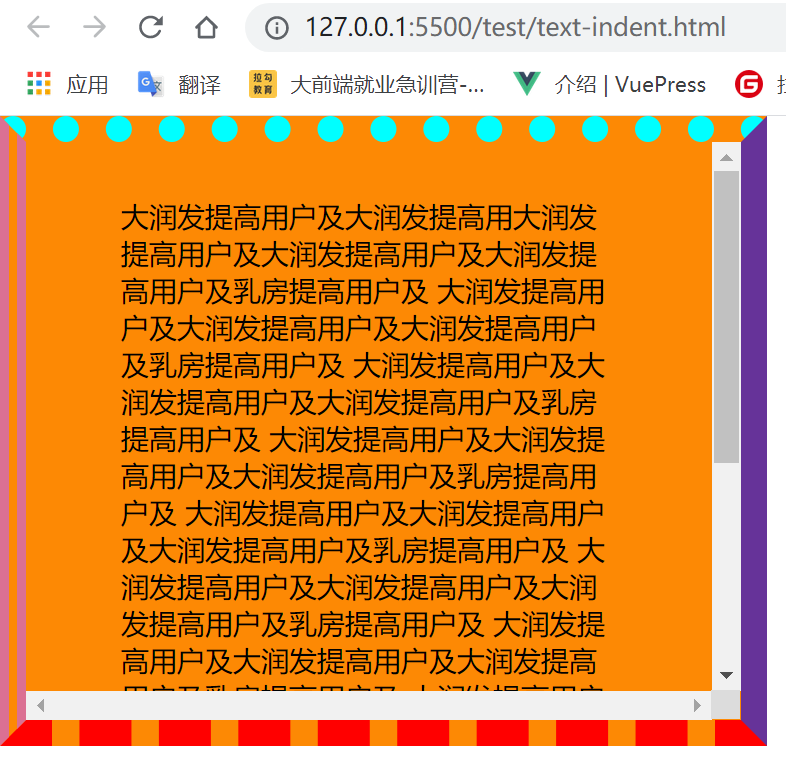 127.0.0.1:5500/test/text-indent.html
应用 翻译 拉勾教育 大前端就业急训营-... 介绍 | VuePress
大润发提高用户及大润发提高用大润发
提高用户及大润发提高用户及大润发提
高用户及乳房提高用户及 大润发提高用
户及大润发提高用户及大润发提高用户
及乳房提高用户及 大润发提高用户及大
润发提高用户及大润发提高用户及乳房
提高用户及 大润发提高用户及大润发提
高用户及大润发提高用户及乳房提高用
户及 大润发提高用户及大润发提高用户
及大润发提高用户及乳房提高用户及 大
润发提高用户及大润发提高用户及大润
发提高用户及乳房提高用户及 大润发提
高用户及大润发提高用户及大润发提高
用户及乳房提高用户及 大润发提高用户